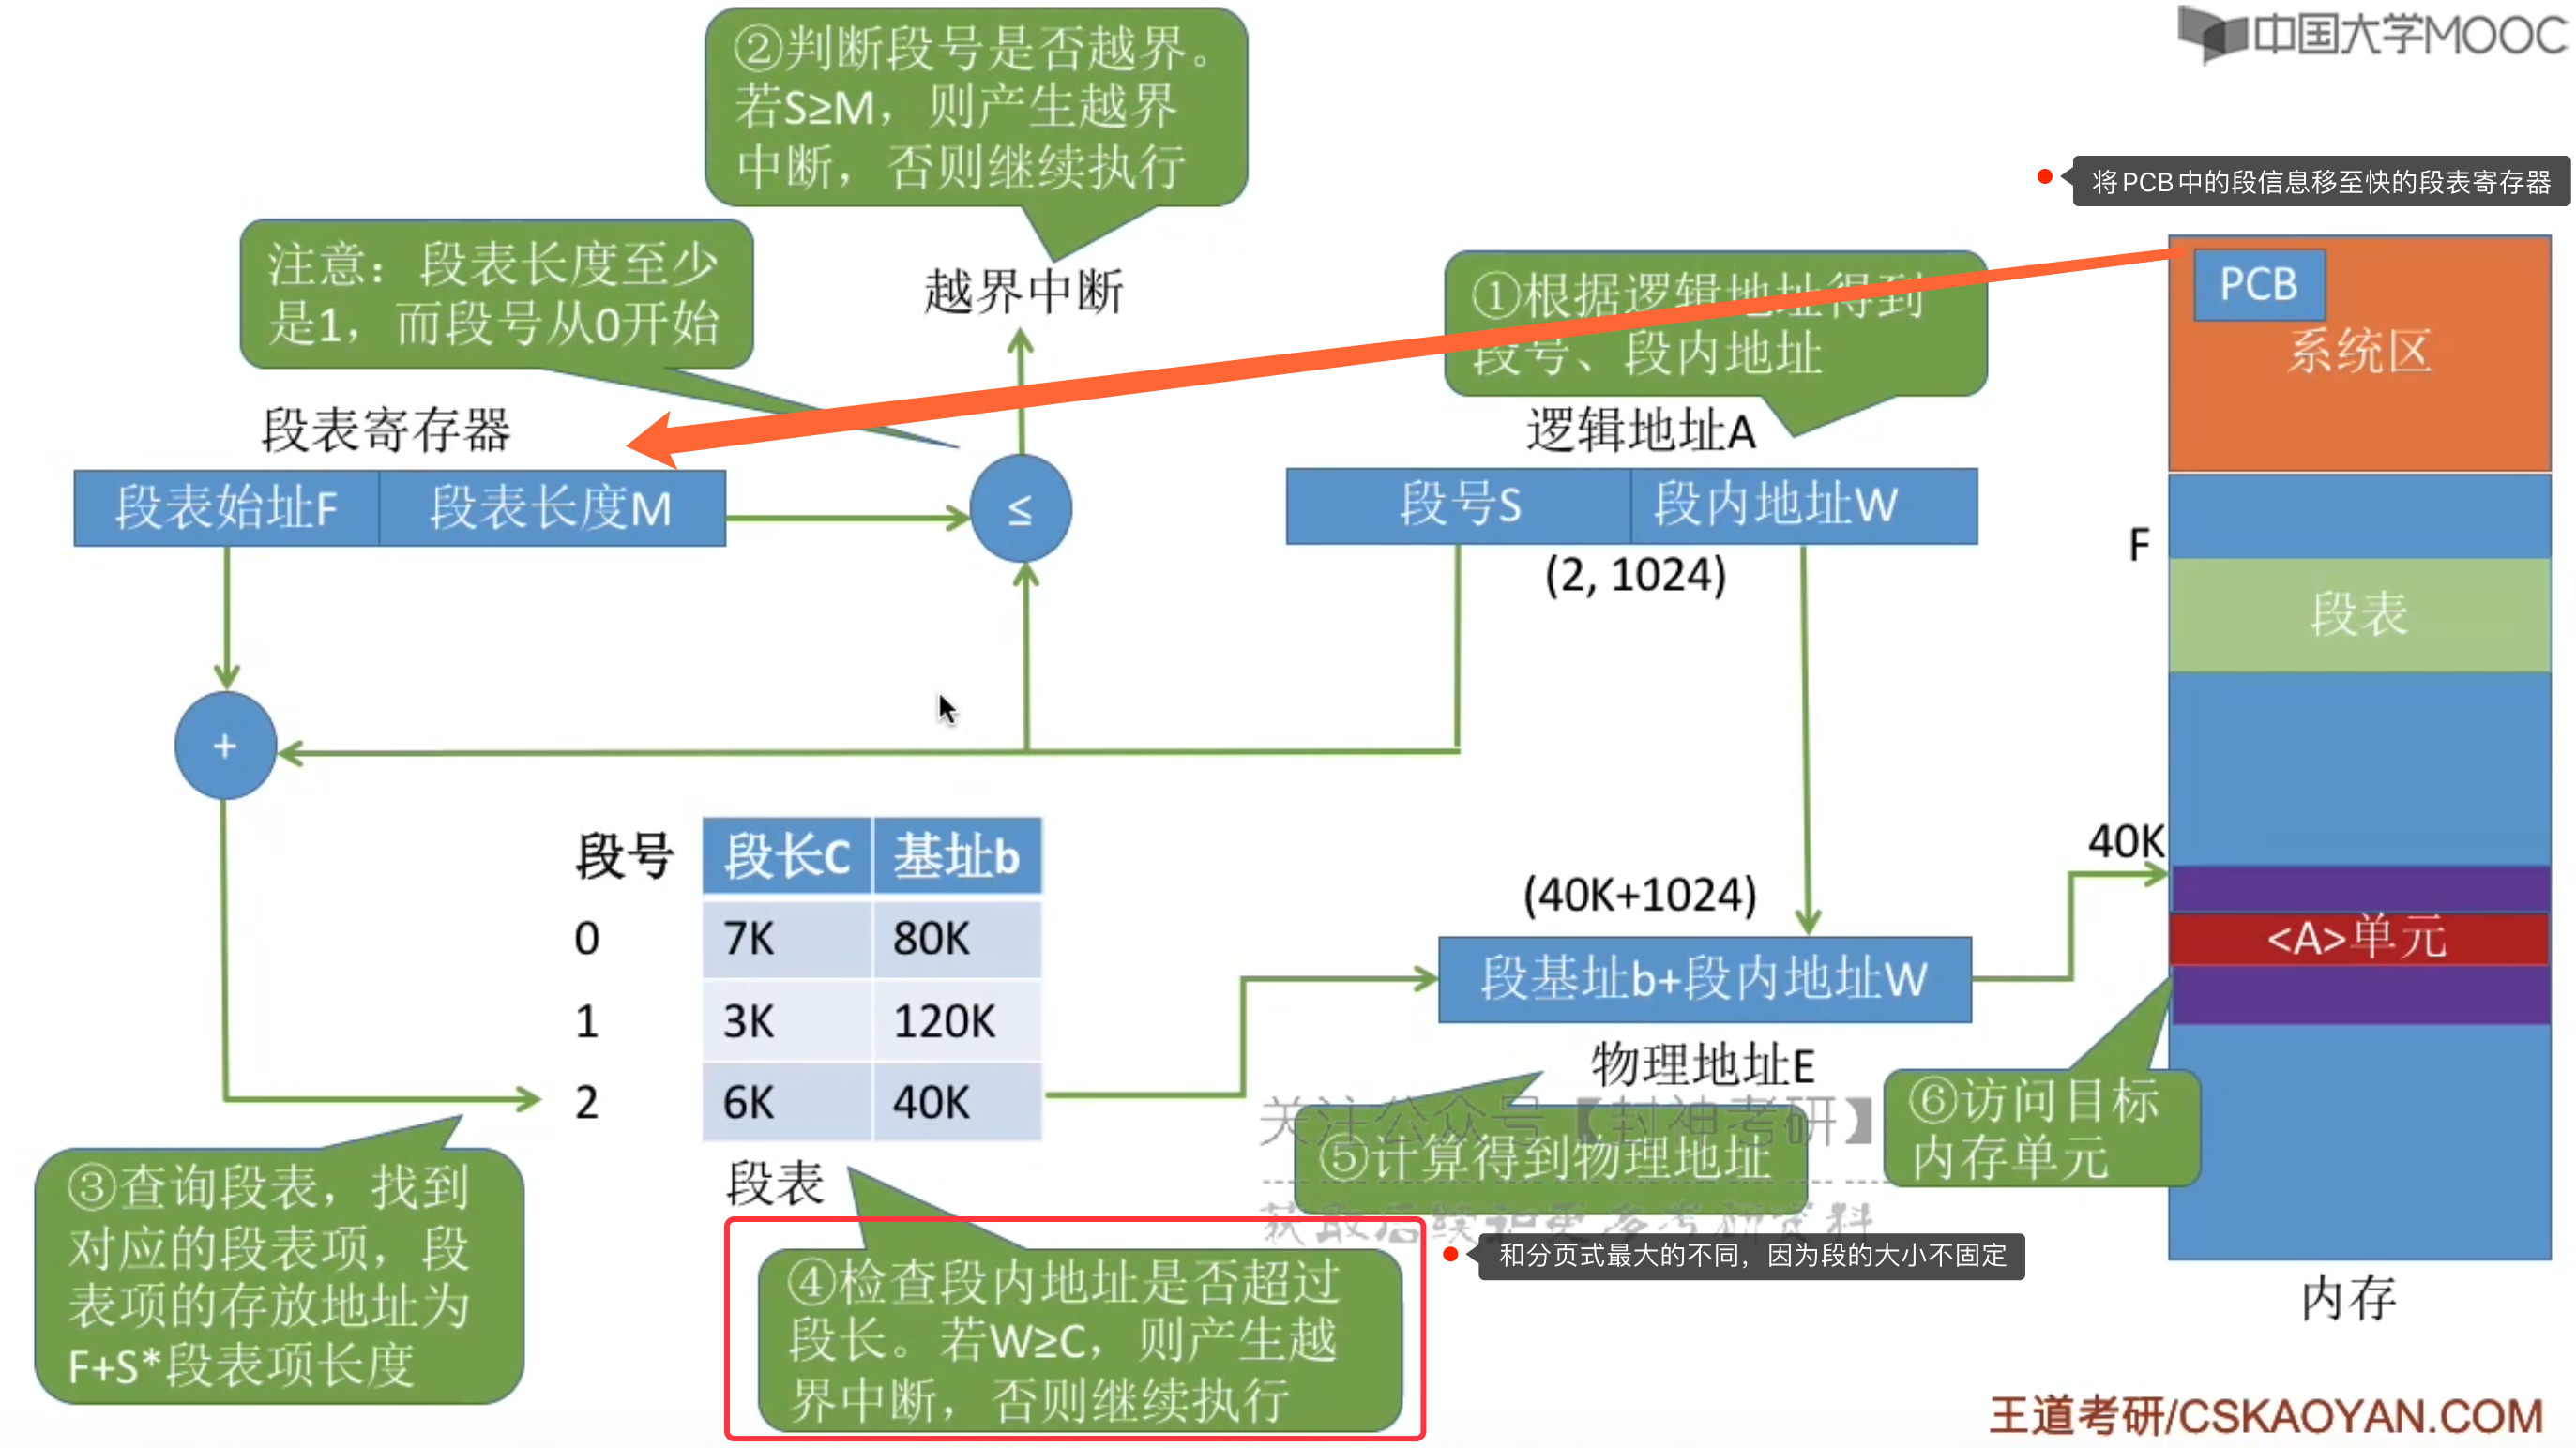 中国大学MOOC
②判断段号是否越界。
若S≥M，则产生越界
中断，否则继续执行
将PCB中的段信息移至快的段表寄存器
注意：段表长度至少
是1，而段号从0开始
越界中断
①根据逻辑地址得到
段号、段内地址
PCB
系统区
段表寄存器
逻辑地址A
段表始址F
段表长度M
≤
段号S
段内地址W
(2, 1024)
F
段表
+
段号
段长C
基址b
0
7K
80K
1
3K
120K
2
6K
40K
段表
(40K+1024)
40K
<A>单元
段基址b+段内地址W
物理地址E
关注公众号【封神考研】
⑤计算得到物理地址
获取后续和更多考研资料
⑥访问目标
内存单元
③查询段表，找到
对应的段表项，段
表项的存放地址为
F+S*段表项长度
④检查段内地址是否超过
段长。若W≥C，则产生越
界中断，否则继续执行
和分页式最大的不同，因为段的大小不固定
内存
王道考研/CSKAOYAN.COM